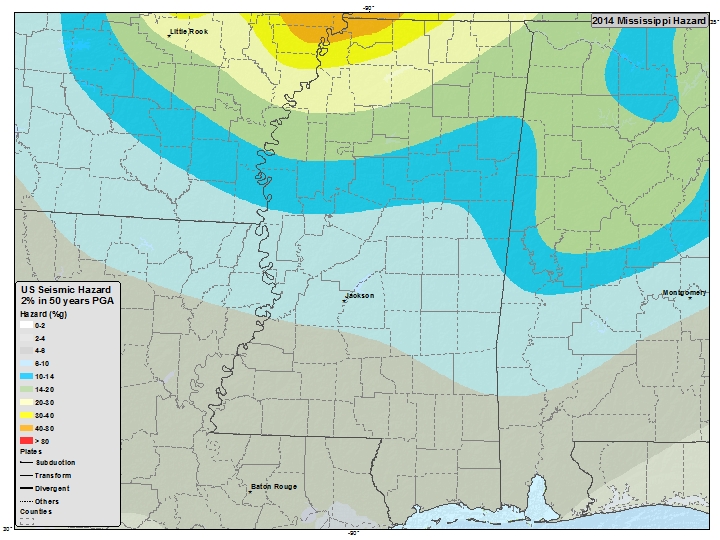 -90°
2014 Mississippi Hazard
35°
Little Rock
US Seismic Hazard
2% in 50 years PGA
Hazard (%g)
0-2
2-4
4-6
6-10
10-14
14-20
20-30
30-40
40-80
> 80
Plates
Subduction
Transform
Divergent
Others
Counties
Jackson
Montgomery
Baton Rouge
30°
-90°